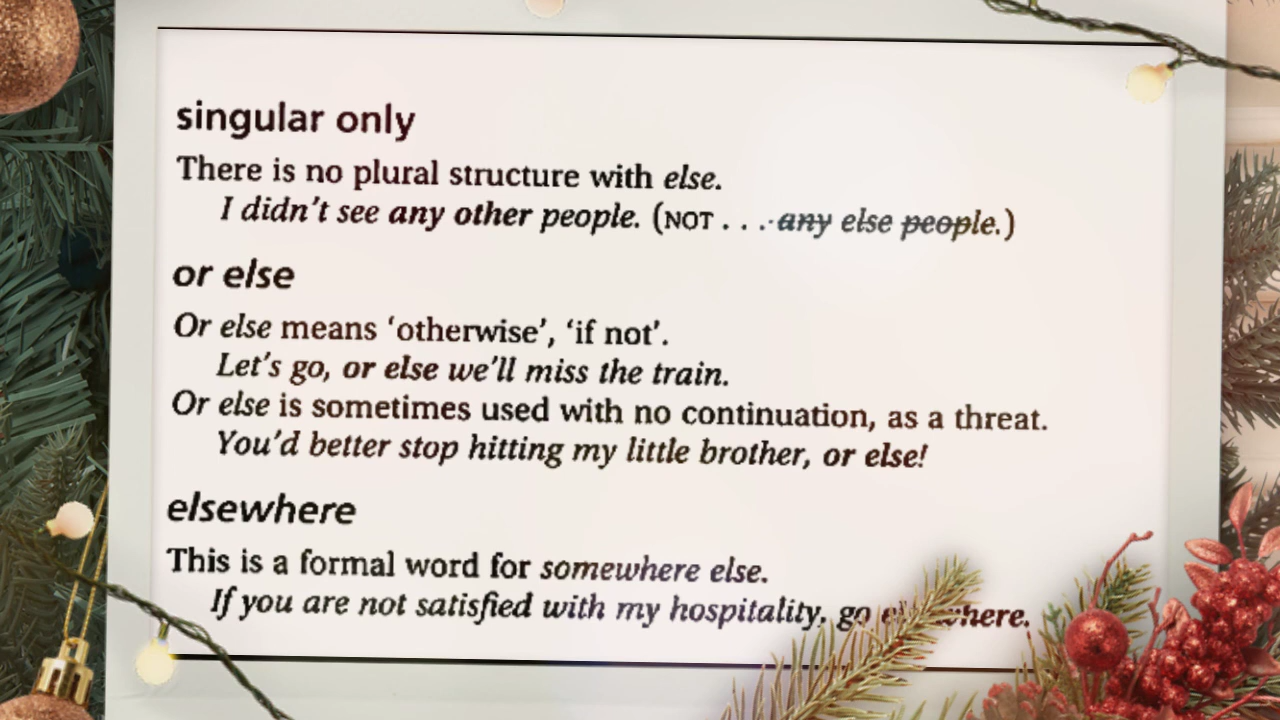 singular only
There is no plural structure with else.
I didn't see any other people. (NOT . . . any else people.)
or else
Or else means ‘otherwise’, ‘if not’.
Let's go, or else we'll miss the train.
Or else is sometimes used with no continuation, as a threat.
You'd better stop hitting my little brother, or else!
elsewhere
This is a formal word for somewhere else.
If you are not satisfied with my hospitality, go elsewhere.